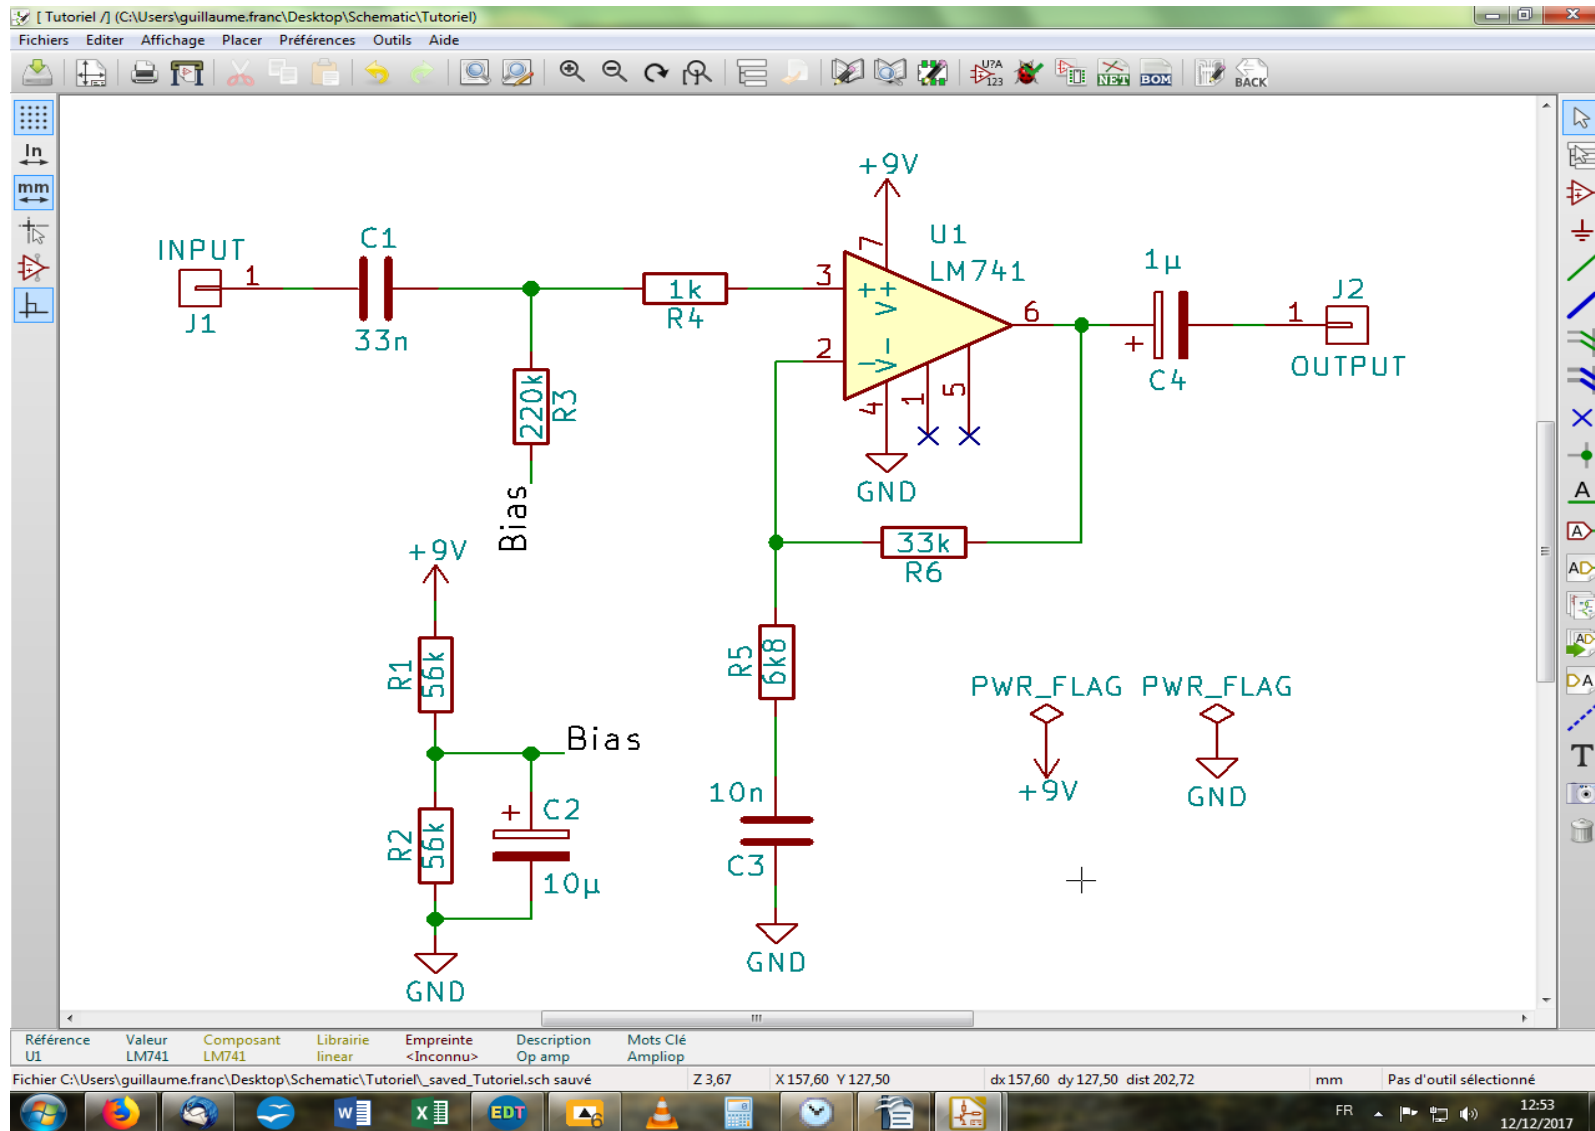 [ Tutoriel /] (C:\Users\guillaume.franc\Desktop\Schematic\Tutoriel)
Fichiers Editer Affichage Placer Préférences Outils Aide
U?A
123
NET
BOM
BACK
In
mm
+9V
INPUT
1
J1
C1
33n
1k
R4
220k
R3
Bias
3
2
7
4
1
5
6
++
V
V-
U1
LM741
GND
1µ
+
C4
1
J2
OUTPUT
33k
R6
+9V
R1
56k
Bias
R2
56k
+
C2
10µ
GND
R5
6k8
10n
C3
GND
PWR_FLAG PWR_FLAG
+9V
GND
A
A
AD
AD
DA
T
Référence Valeur Composant Librairie Empreinte Description Mots Clé
U1 LM741 LM741 linear <Inconnu> Op amp Ampliop
Fichier C:\Users\guillaume.franc\Desktop\Schematic\Tutoriel\_saved_Tutoriel.sch sauvé Z 3,67 X 157,60 Y 127,50 dx 157,60 dy 127,50 dist 202,72 mm Pas d'outil sélectionné
W X EDT 6 FR 12:53
12/12/2017